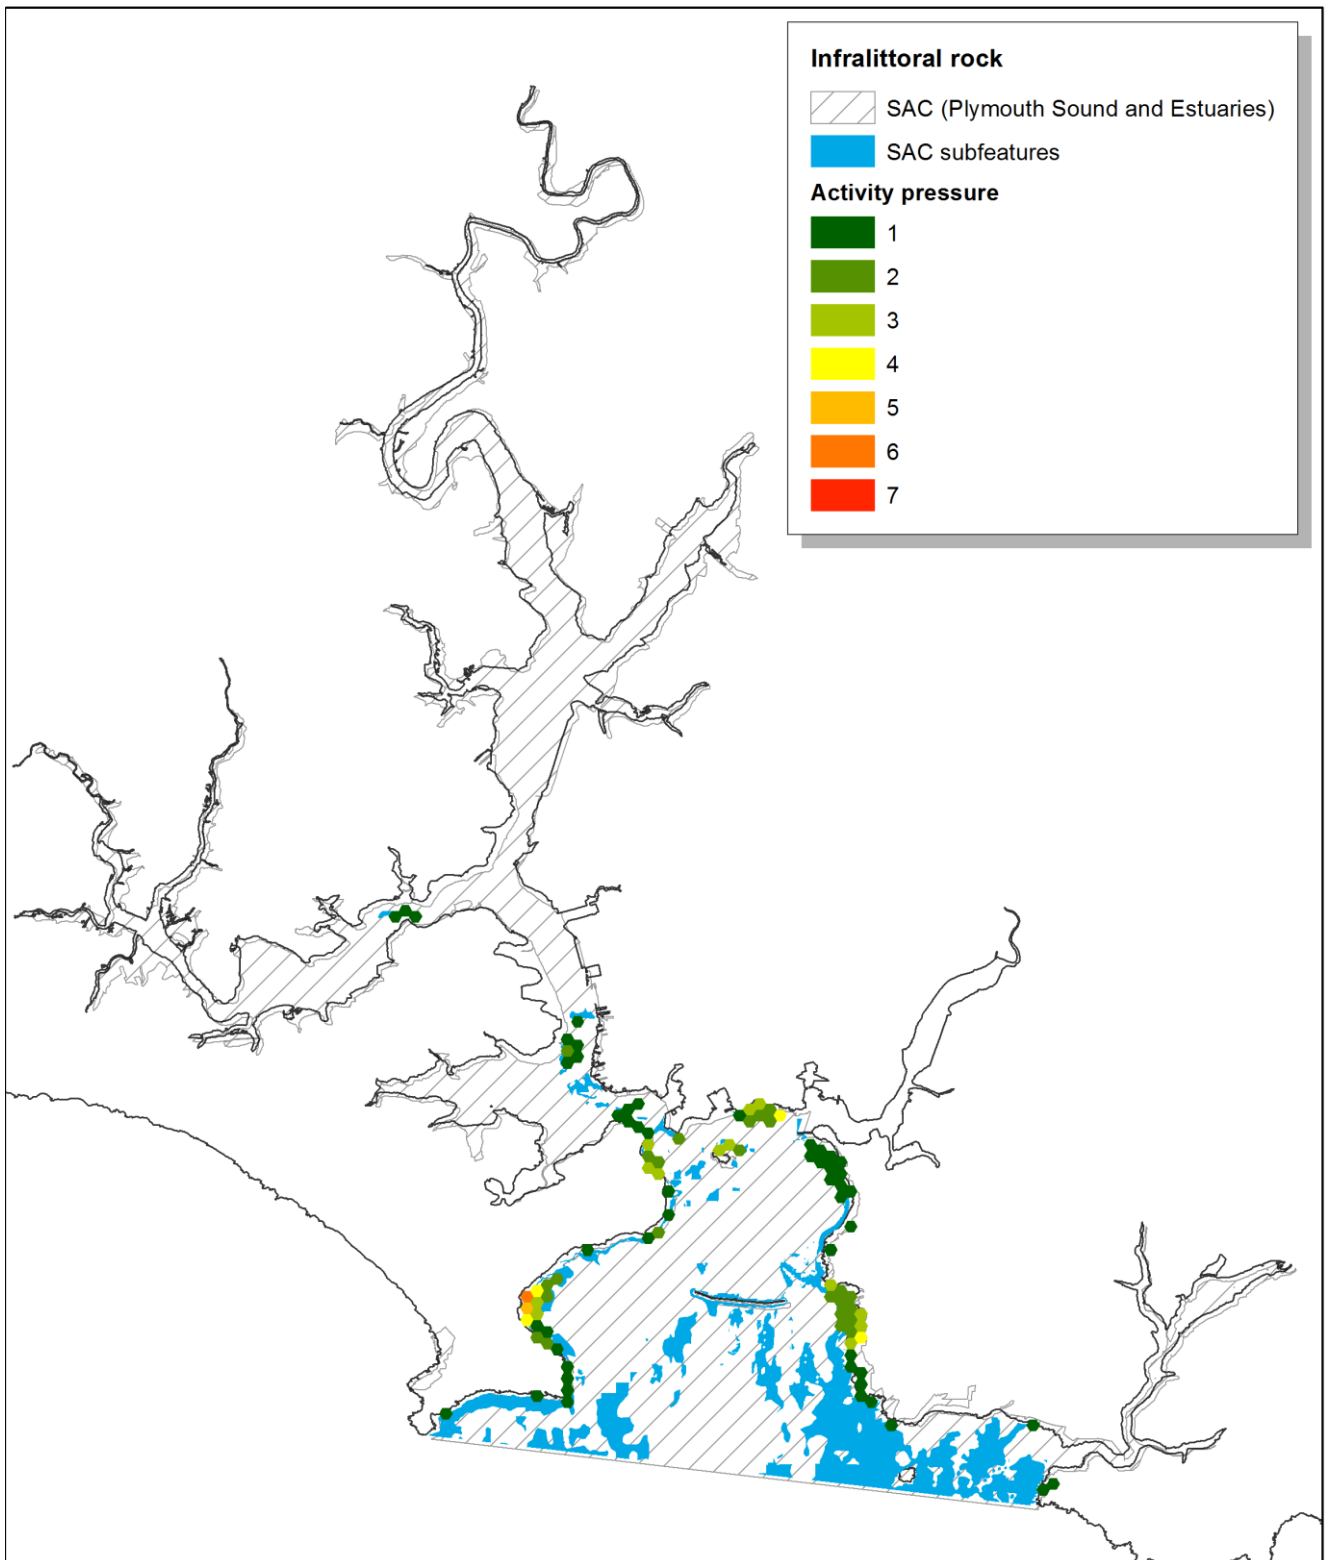 Infralittoral rock
SAC (Plymouth Sound and Estuaries)
SAC subfeatures
Activity pressure
1
2
3
4
5
6
7